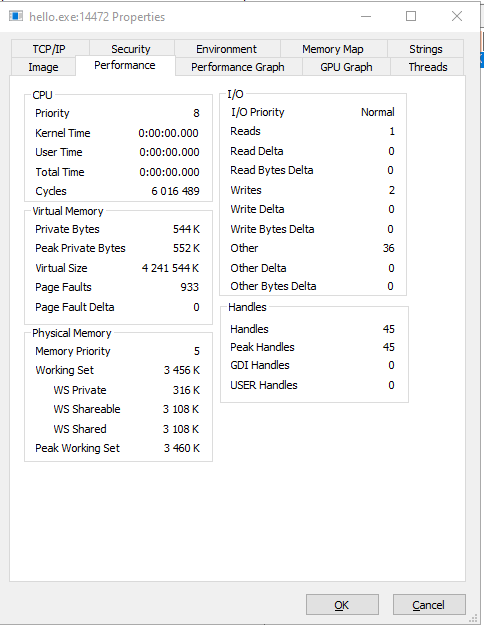 hello.exe:14472 Properties
TCP/IP Security Environment Memory Map Strings
Image Performance Performance Graph GPU Graph Threads
CPU
Priority 8
Kernel Time 0:00:00.000
User Time 0:00:00.000
Total Time 0:00:00.000
Cycles 6 016 489
Virtual Memory
Private Bytes 544 K
Peak Private Bytes 552 K
Virtual Size 4 241 544 K
Page Faults 933
Page Fault Delta 0
Physical Memory
Memory Priority 5
Working Set 3 456 K
WS Private 316 K
WS Shareable 3 108 K
WS Shared 3 108 K
Peak Working Set 3 460 K
I/O
I/O Priority Normal
Reads 1
Read Delta 0
Read Bytes Delta 0
Writes 2
Write Delta 0
Write Bytes Delta 0
Other 36
Other Delta 0
Other Bytes Delta 0
Handles
Handles 45
Peak Handles 45
GDI Handles 0
USER Handles 0
OK Cancel